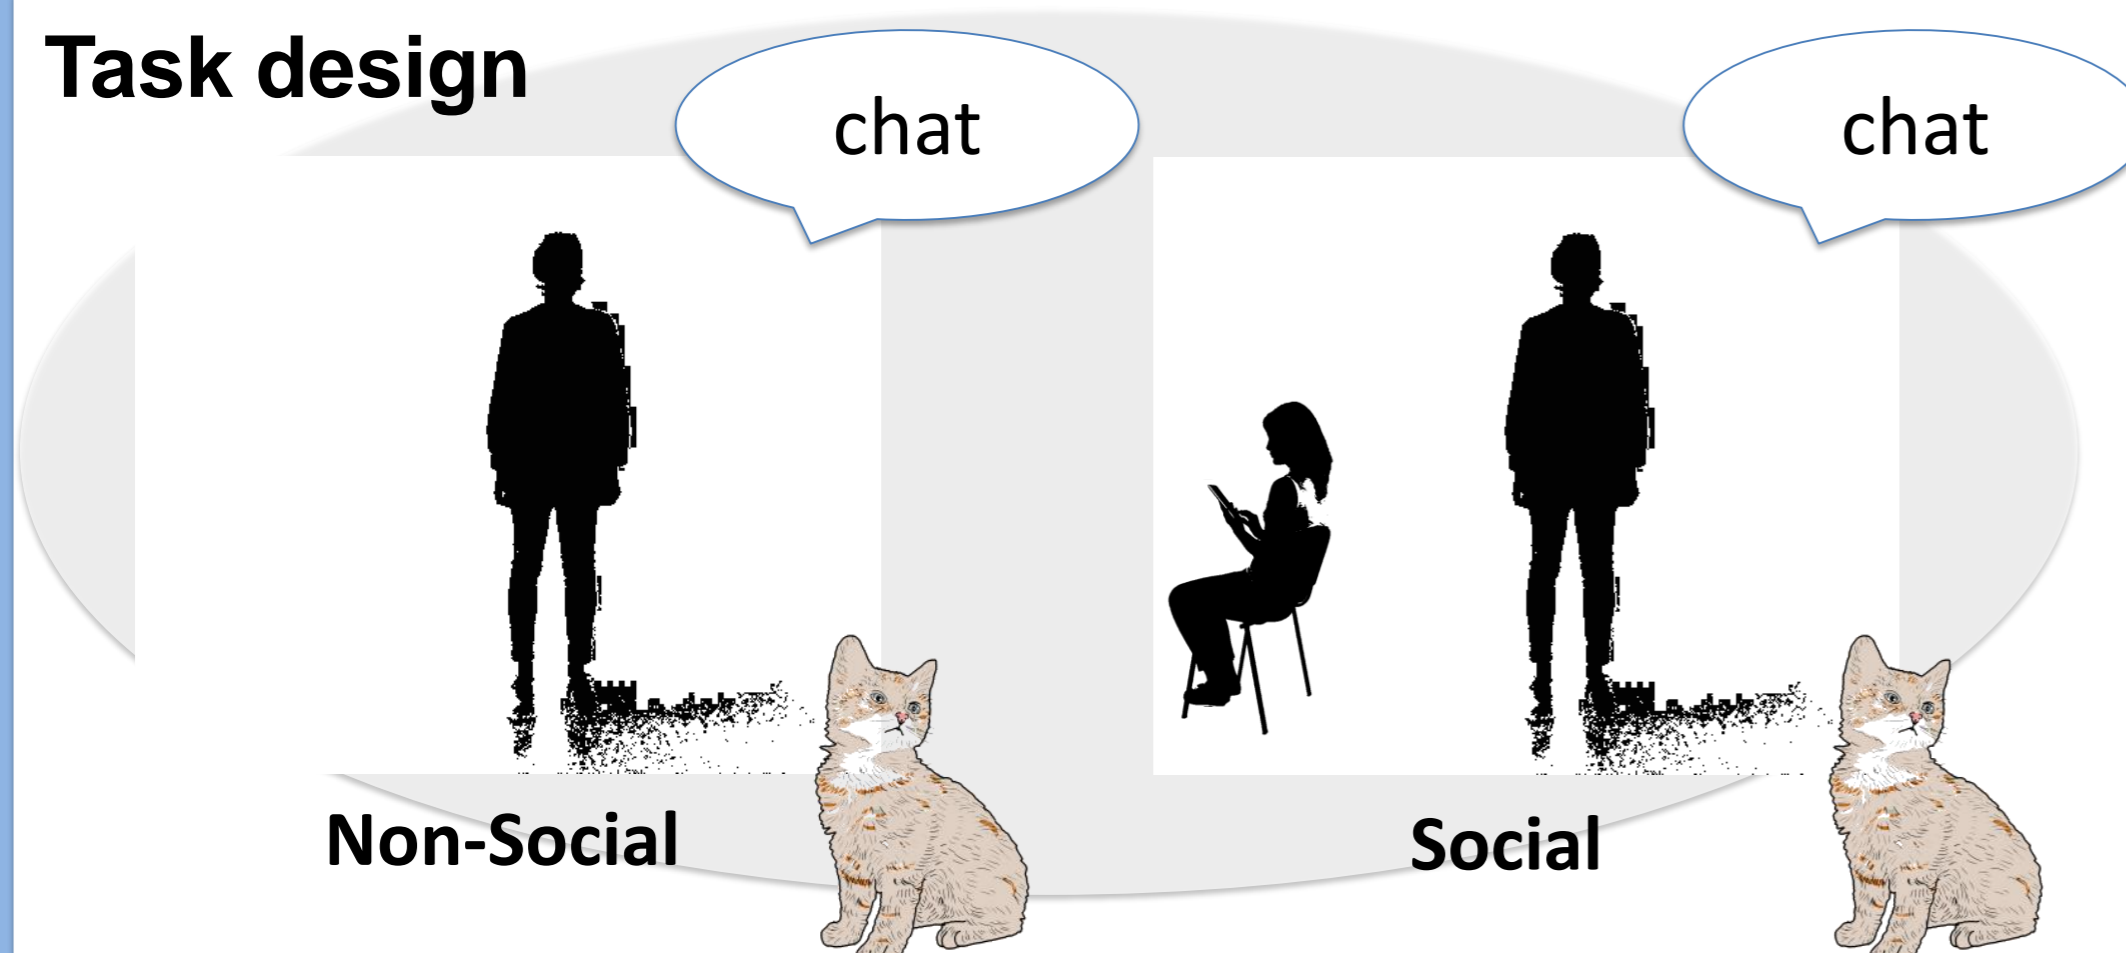 Task design
chat
chat
Non-Social
Social